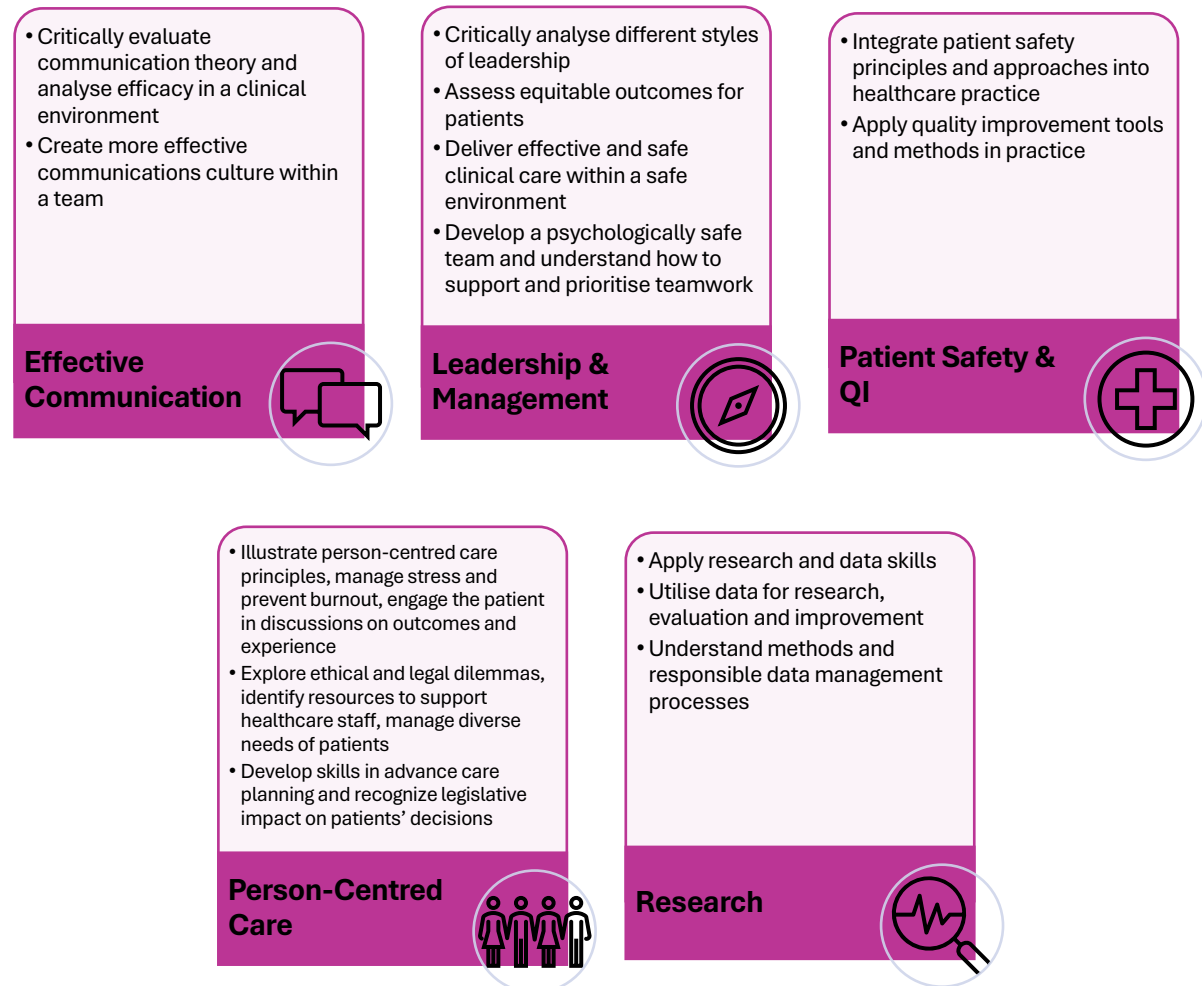 • Critically evaluate
communication theory and
analyse efficacy in a clinical
environment
• Create more effective
communications culture within
a team
Effective
Communication
• Critically analyse different styles
of leadership
• Assess equitable outcomes for
patients
• Deliver effective and safe
clinical care within a safe
environment
• Develop a psychologically safe
team and understand how to
support and prioritise teamwork
Leadership &
Management
• Integrate patient safety
principles and approaches into
healthcare practice
• Apply quality improvement tools
and methods in practice
Patient Safety &
QI
• Illustrate person-centred care
principles, manage stress and
prevent burnout, engage the patient
in discussions on outcomes and
experience
• Explore ethical and legal dilemmas,
identify resources to support
healthcare staff, manage diverse
needs of patients
• Develop skills in advance care
planning and recognize legislative
impact on patients’ decisions
Person-Centred
Care
• Apply research and data skills
• Utilise data for research,
evaluation and improvement
• Understand methods and
responsible data management
processes
Research